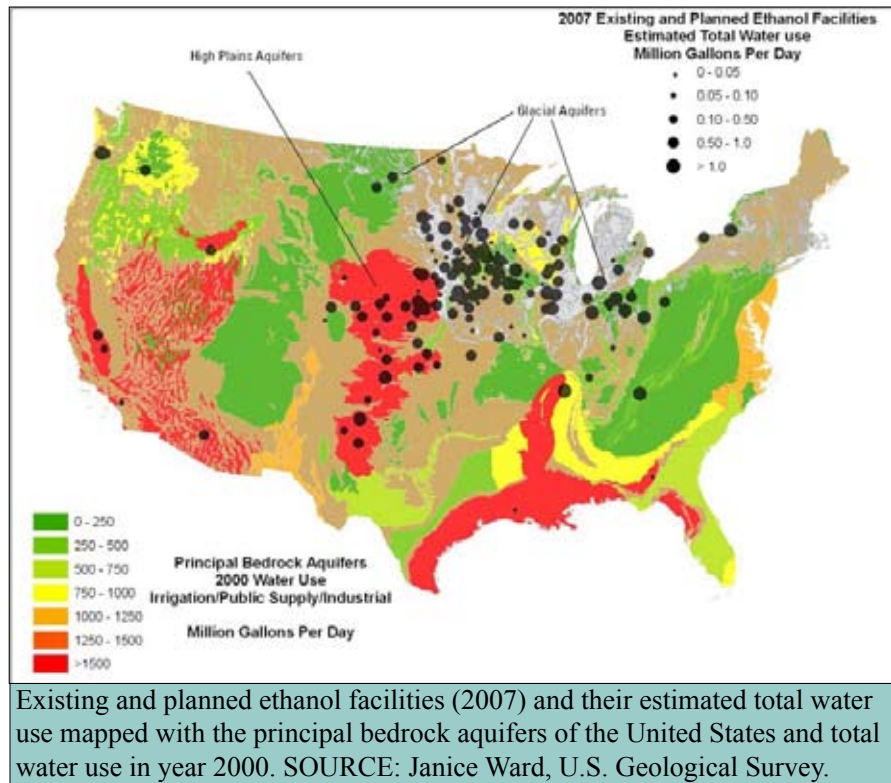 2007 Existing and Planned Ethanol Facilities
Estimated Total Water use
Million Gallons Per Day
0 - 0.05
0.05 - 0.10
0.10 - 0.50
0.50 - 1.0
> 1.0
High Plains Aquifers
Glacial Aquifers
0 - 250
250 - 500
500 - 750
750 - 1000
1000 - 1250
1250 - 1500
>1500
Principal Bedrock Aquifers
2000 Water Use
Irrigation/Public Supply/Industrial
Million Gallons Per Day
Existing and planned ethanol facilities (2007) and their estimated total water
use mapped with the principal bedrock aquifers of the United States and total
water use in year 2000. SOURCE: Janice Ward, U.S. Geological Survey.